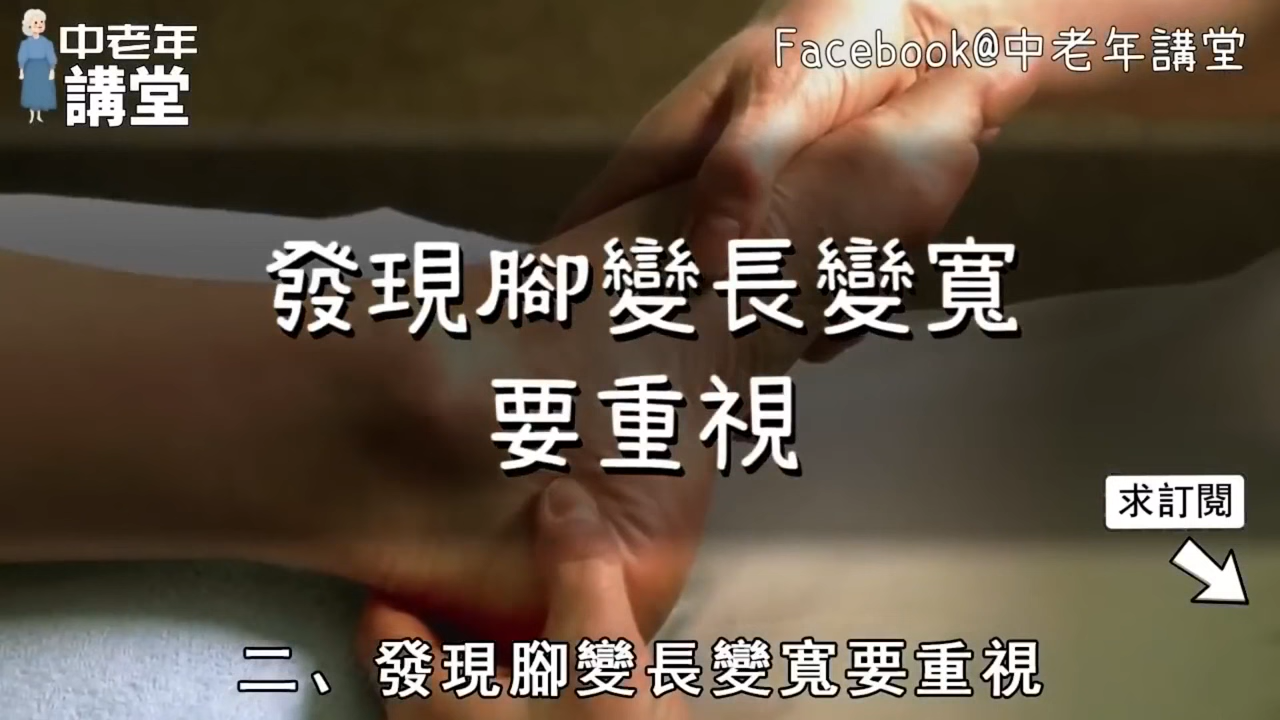 中老年
講堂
Facebook@中老年講堂
發現腳變長變寬
要重視
求訂閱
二、發現腳變長變寬要重視